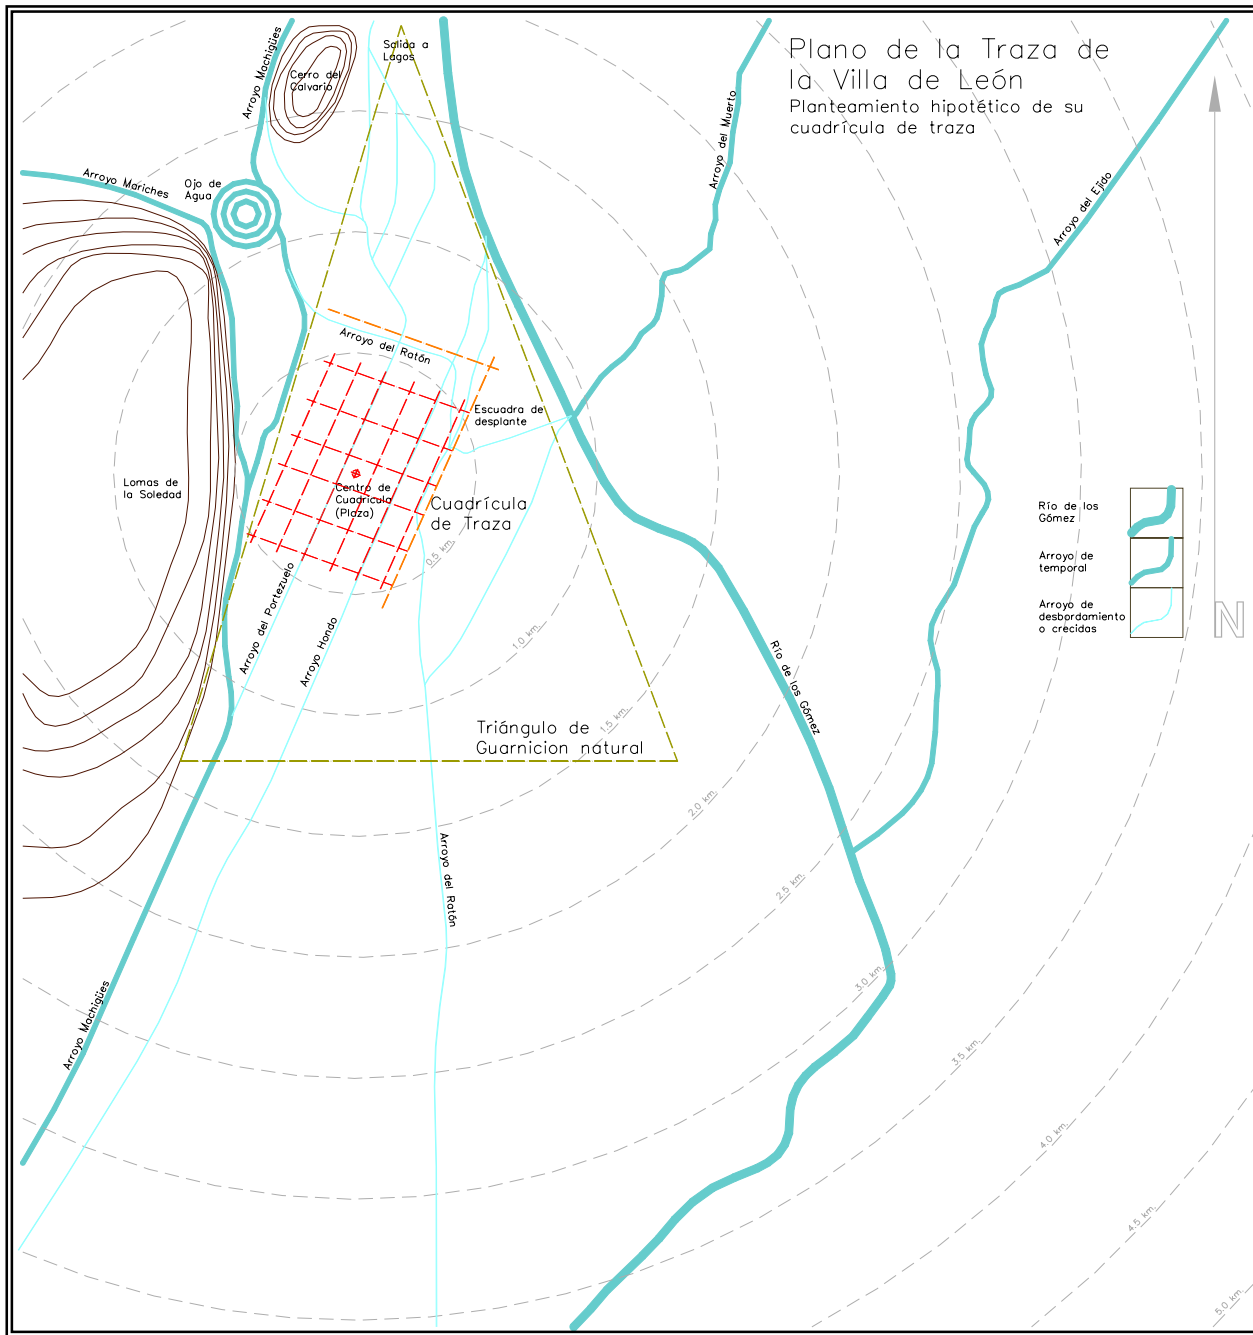 Plano de la Traza de
la Villa de León
Planteamiento hipotético de su
cuadrícula de traza
Salida a
Lagos
Arroyo Machigües
Cerro del
Calvario
Arroyo del Muerto
Arroyo Mariches
Ojo de
Agua
Arroyo del Ejido
Arroyo del Ratón
Escuadra de
desplante
Lomas de
la Soledad
Centro de
Cuadricula
(Plaza)
Cuadrícula
de Traza
Río de los
Gómez
Arroyo de
temporal
Arroyo de
desbordamiento
o crecidas
N
0.5 km.
Arroyo del Portezuelo
Arroyo Hondo
1.0 km.
Río de los Gómez
1.5 km.
Triángulo de
Guarnicion natural
2.0 km.
Arroyo del Ratón
2.5 km.
3.0 km.
Arroyo Machigües
3.5 km.
4.0 km.
4.5 km.
5.0 km.